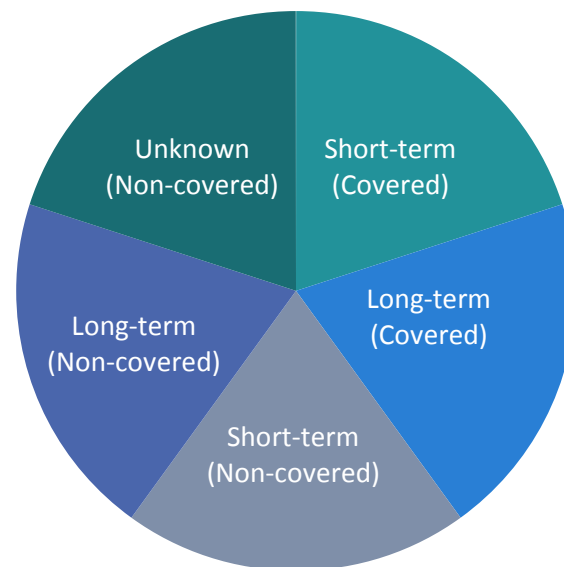 Unknown
(Non-covered)
Short-term
(Covered)
Long-term
(Covered)
Long-term
(Non-covered)
Short-term
(Non-covered)